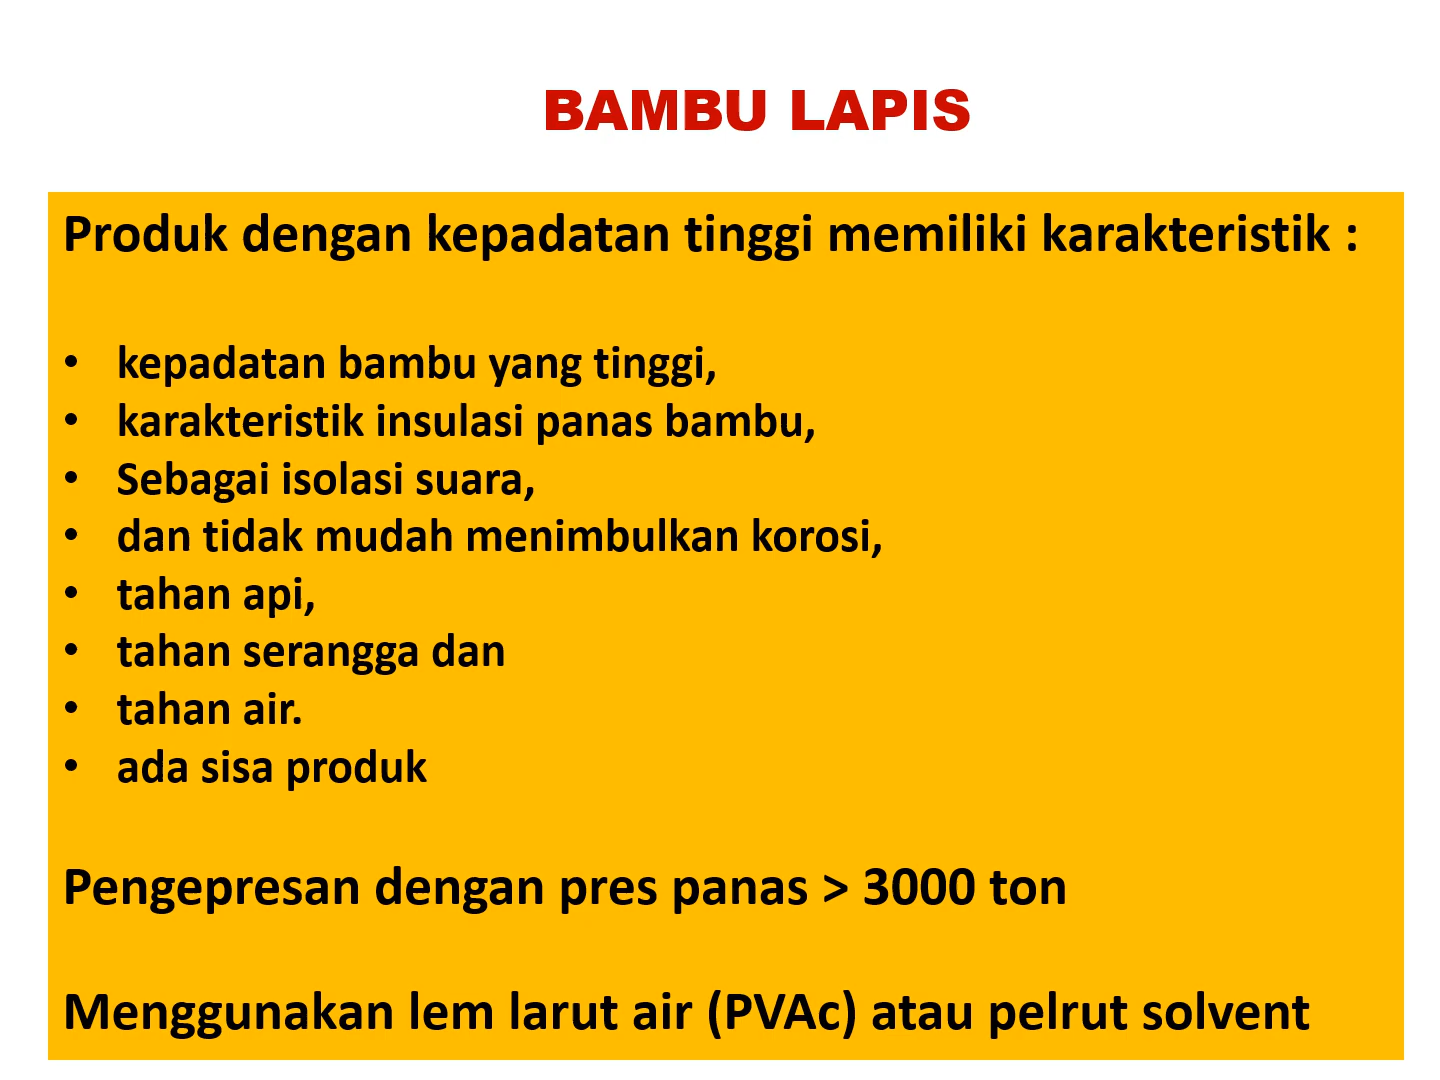 BAMBU LAPIS
Produk dengan kepadatan tinggi memiliki karakteristik :
• kepadatan bambu yang tinggi,
• karakteristik insulasi panas bambu,
• Sebagai isolasi suara,
• dan tidak mudah menimbulkan korosi,
• tahan api,
• tahan serangga dan
• tahan air.
• ada sisa produk
Pengepresan dengan pres panas > 3000 ton
Menggunakan lem larut air (PVAc) atau pelrut solvent